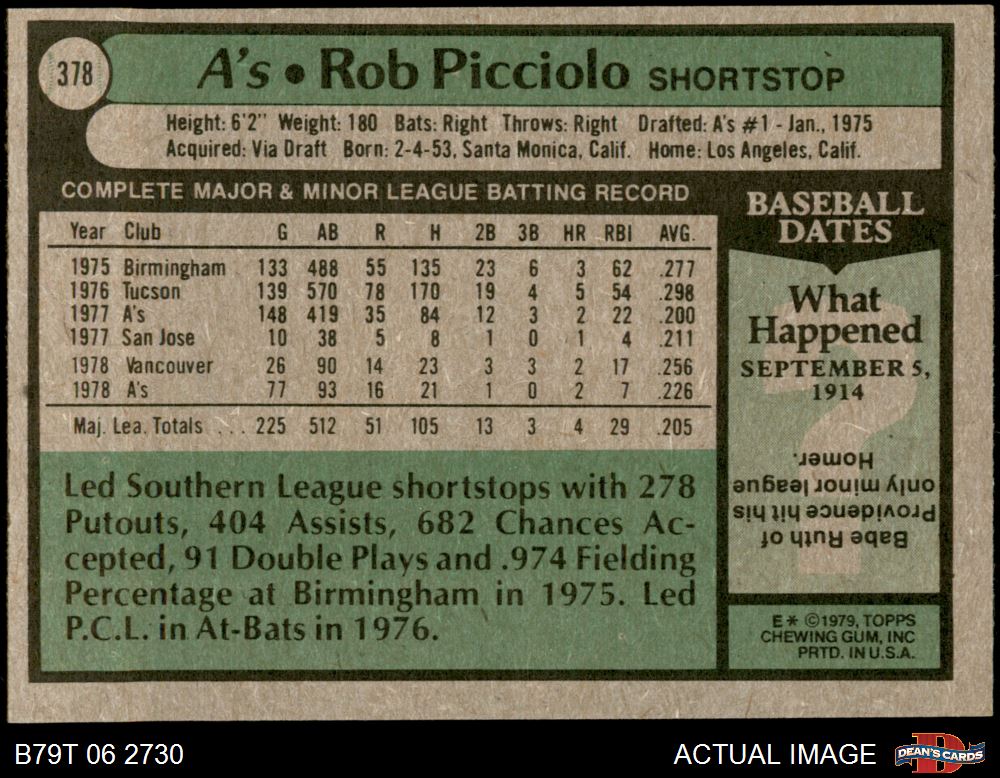 378
A's • Rob Picciolo SHORTSTOP
Height: 6'2" Weight: 180 Bats: Right Throws: Right Drafted: A's #1 - Jan., 1975
Acquired: Via Draft Born: 2-4-53, Santa Monica, Calif. Home: Los Angeles, Calif.
COMPLETE MAJOR & MINOR LEAGUE BATTING RECORD
Year Club G AB R H 2B 3B HR RBI AVG.
1975 Birmingham 133 488 55 135 23 6 3 62 .277
1976 Tucson 139 570 78 170 19 4 5 54 .298
1977 A's 148 419 35 84 12 3 2 22 .200
1977 San Jose 10 38 5 8 1 0 1 4 .211
1978 Vancouver 26 90 14 23 3 3 2 17 .256
1978 A's 77 93 16 21 1 0 2 7 .226
Maj. Lea. Totals ... 225 512 51 105 13 3 4 29 .205
Led Southern League shortstops with 278
Putouts, 404 Assists, 682 Chances Ac-
cepted, 91 Double Plays and .974 Fielding
Percentage at Birmingham in 1975. Led
P.C.L. in At-Bats in 1976.
BASEBALL
DATES
What
Happened
SEPTEMBER 5,
1914
?
Babe Ruth of
Providence hit his
only minor league
Homer.
E* ©1979, TOPPS
CHEWING GUM, INC
PRTD. IN U.S.A.
B79T 06 2730
ACTUAL IMAGE
DEAN'S CARDS